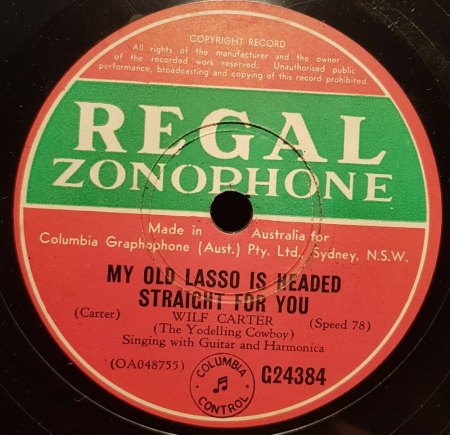 COPYRIGHT RECORD
All rights of the manufacturer and the owner
of the recorded work reserved. Unauthorised public
performance, broadcasting and copying of this record prohibited.
REGAL
ZONOPHONE
Made in Australia for
Columbia Graphophone (Aust.) Pty. Ltd. Sydney, N.S.W.
MY OLD LASSO IS HEADED
STRAIGHT FOR YOU
(Carter) WILF CARTER (Speed 78)
(The Yodelling Cowboy)
Singing with Guitar and Harmonica
(OA048755) COLUMBIA CONTROL G24384